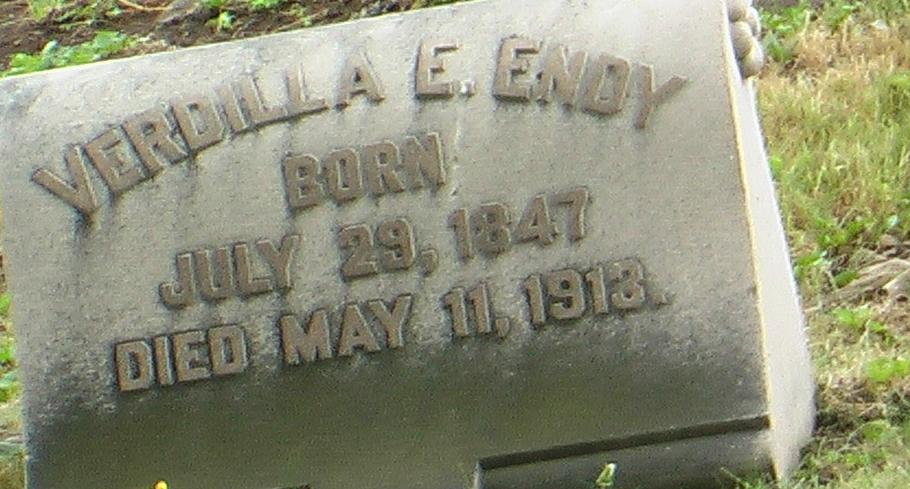 VERDILLA E. ENDY
BORN
JULY 29, 1847
DIED MAY 11, 1913.